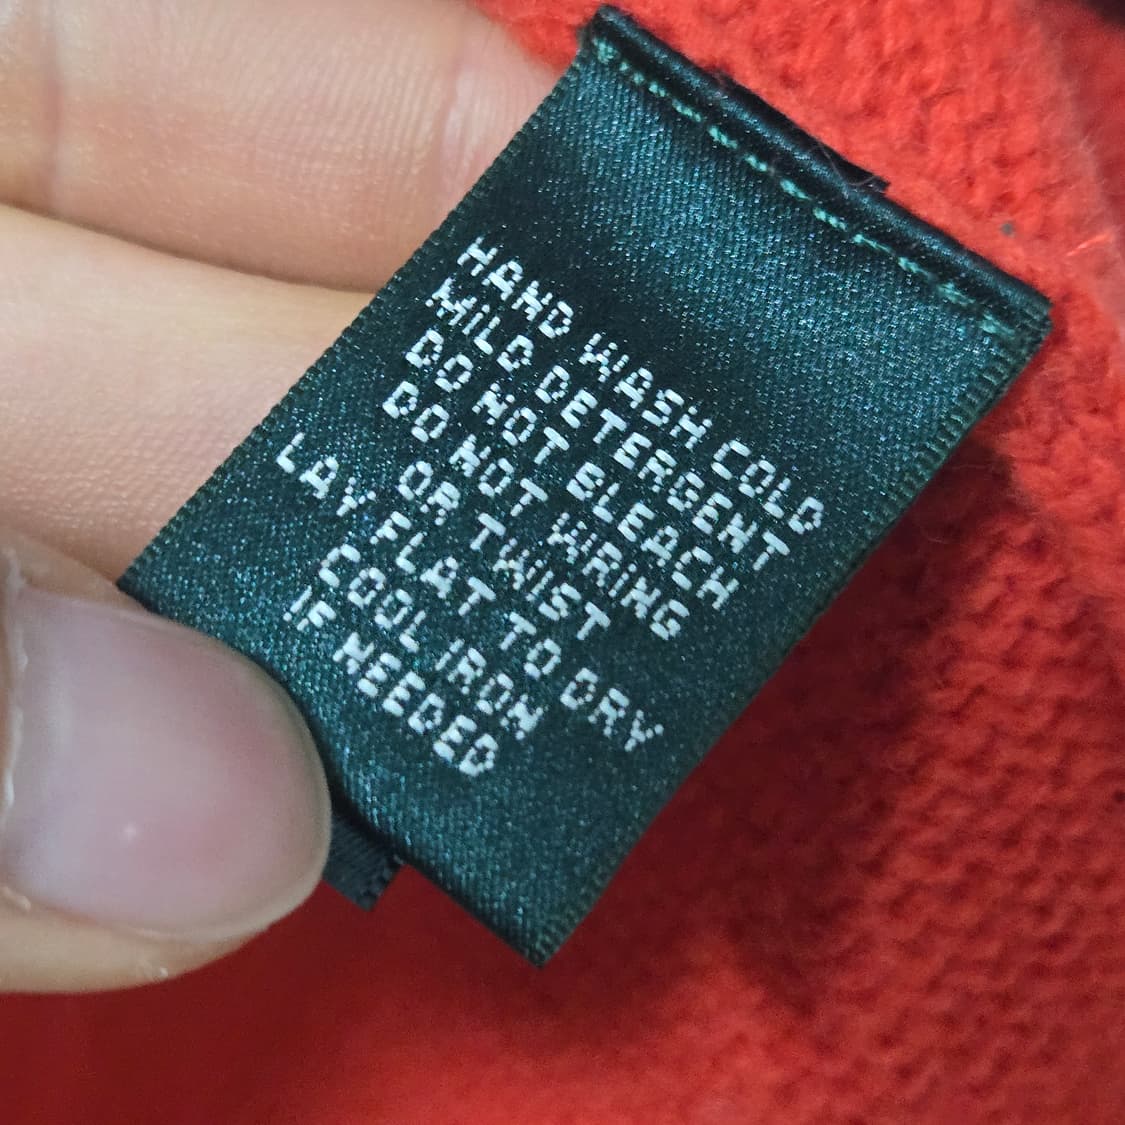 HAND WASH COLD
MILD DETERGENT
DO NOT BLEACH
DO NOT WRING
OR TWIST
LAY FLAT TO DRY
COOL IRON
IF NEEDED